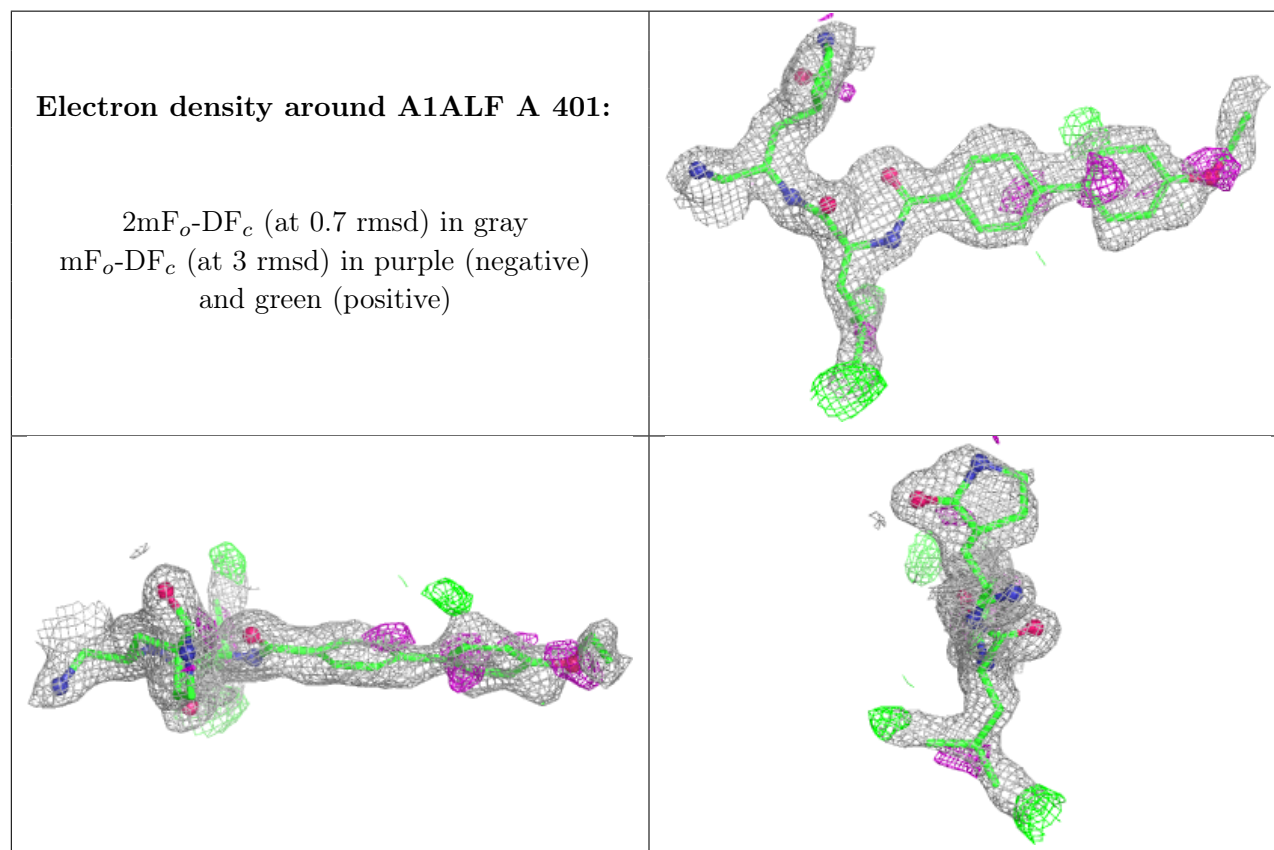 Electron density around A1ALF A 401:
2mFo-DFc (at 0.7 rmsd) in gray
mFo-DFc (at 3 rmsd) in purple (negative)
and green (positive)